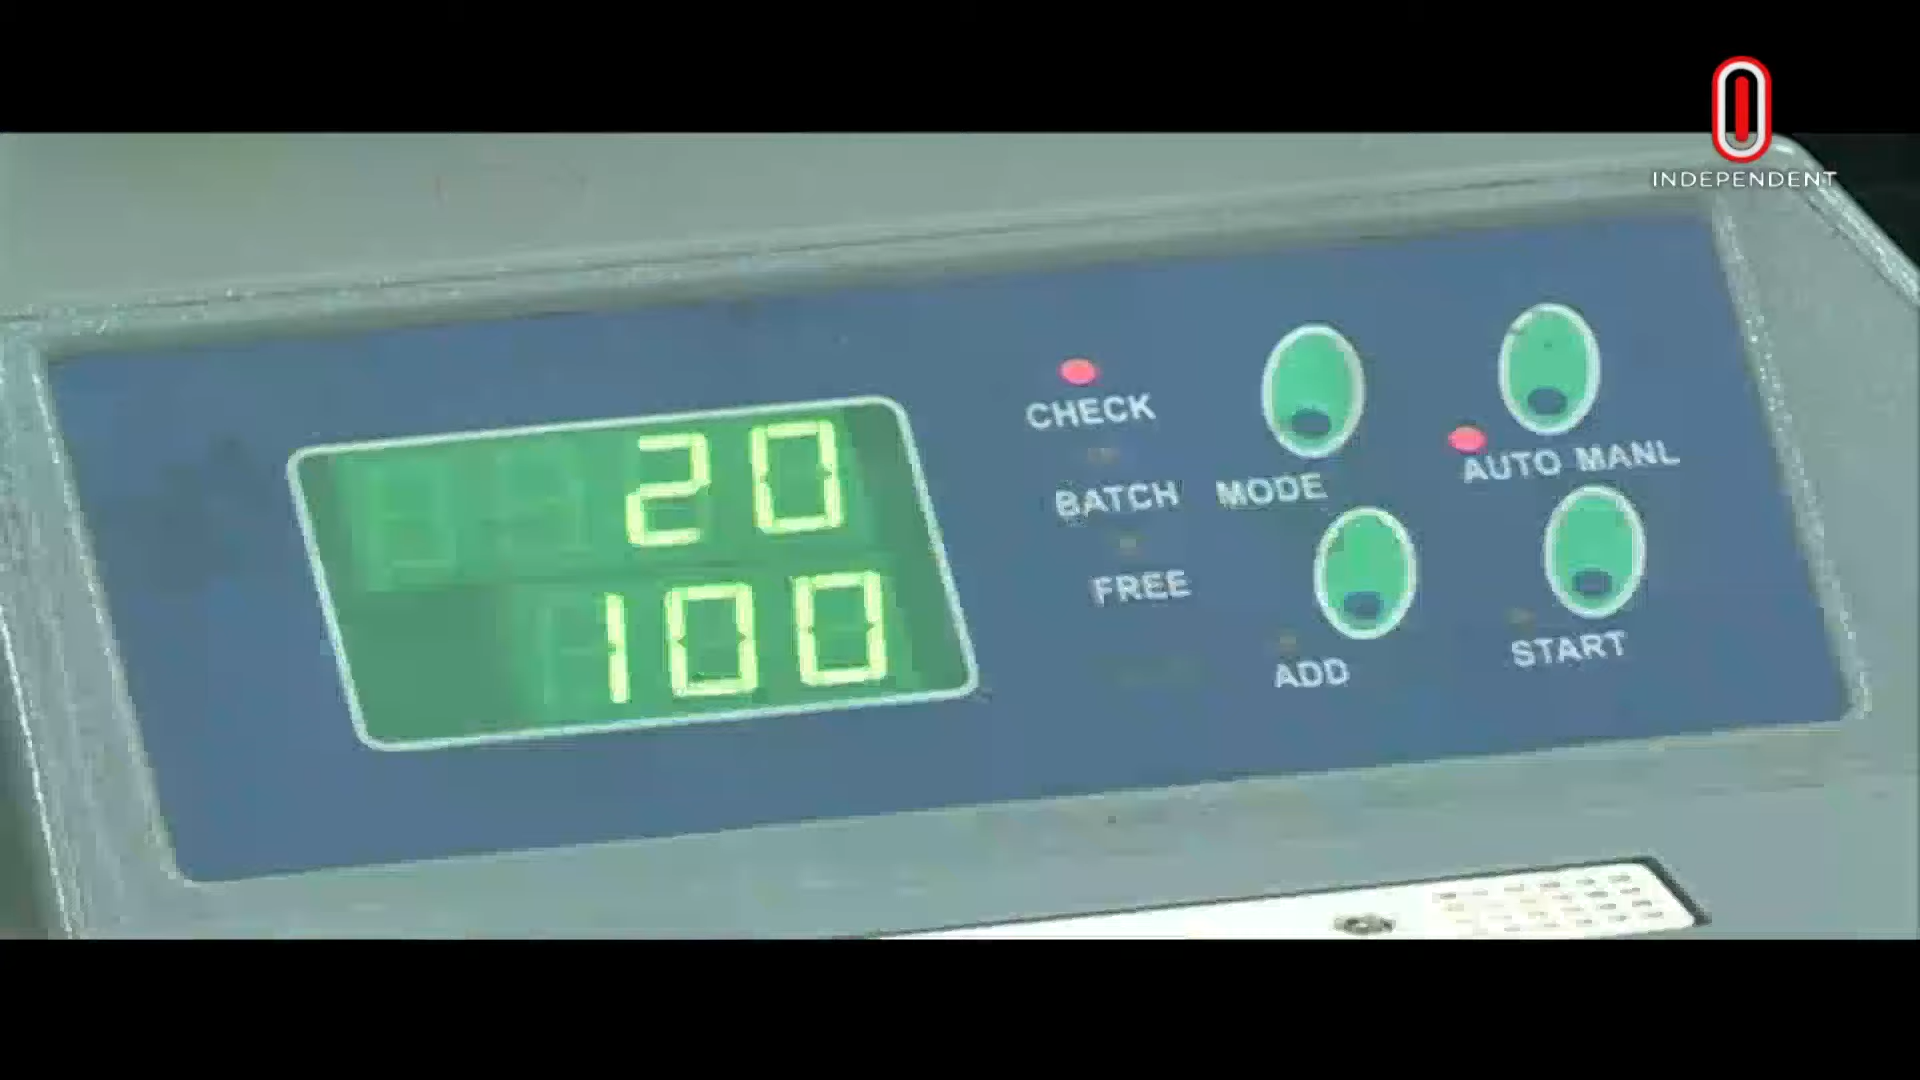 INDEPENDENT
20
100
CHECK
BATCH
FREE
MODE
ADD
AUTO MANL
START